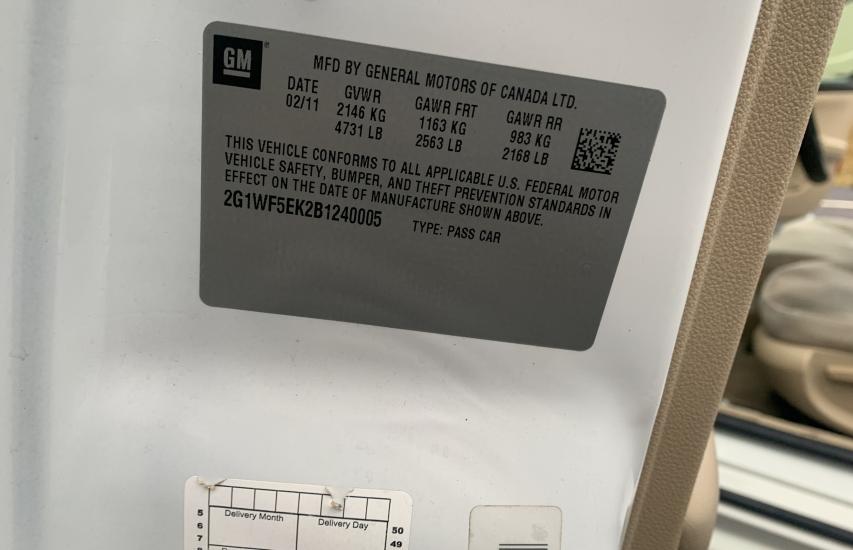 GM
MFD BY GENERAL MOTORS OF CANADA LTD.
DATE GVWR GAWR FRT GAWR RR
02/11 2146 KG 1163 KG 983 KG
4731 LB 2563 LB 2168 LB
THIS VEHICLE CONFORMS TO ALL APPLICABLE U.S. FEDERAL MOTOR
VEHICLE SAFETY, BUMPER, AND THEFT PREVENTION STANDARDS IN
EFFECT ON THE DATE OF MANUFACTURE SHOWN ABOVE.
2G1WF5EK2B1240005 TYPE: PASS CAR
5 Delivery Month Delivery Day 50
6 49
7